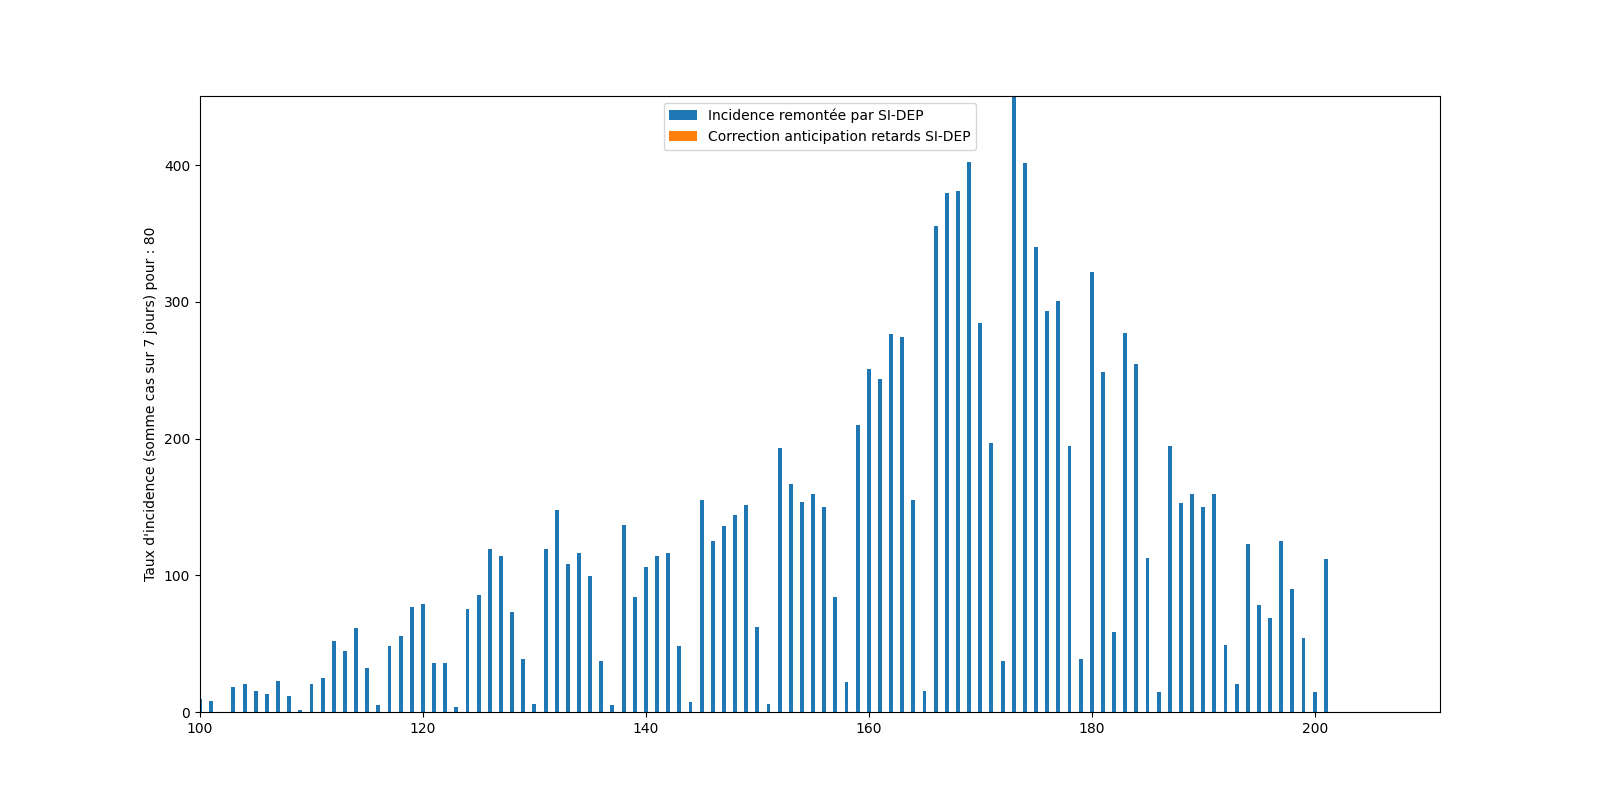 Incidence remontée par SI-DEP
Correction anticipation retards SI-DEP
Taux d'incidence (somme cas sur 7 jours) pour : 80
400
300
200
100
0
100 120 140 160 180 200